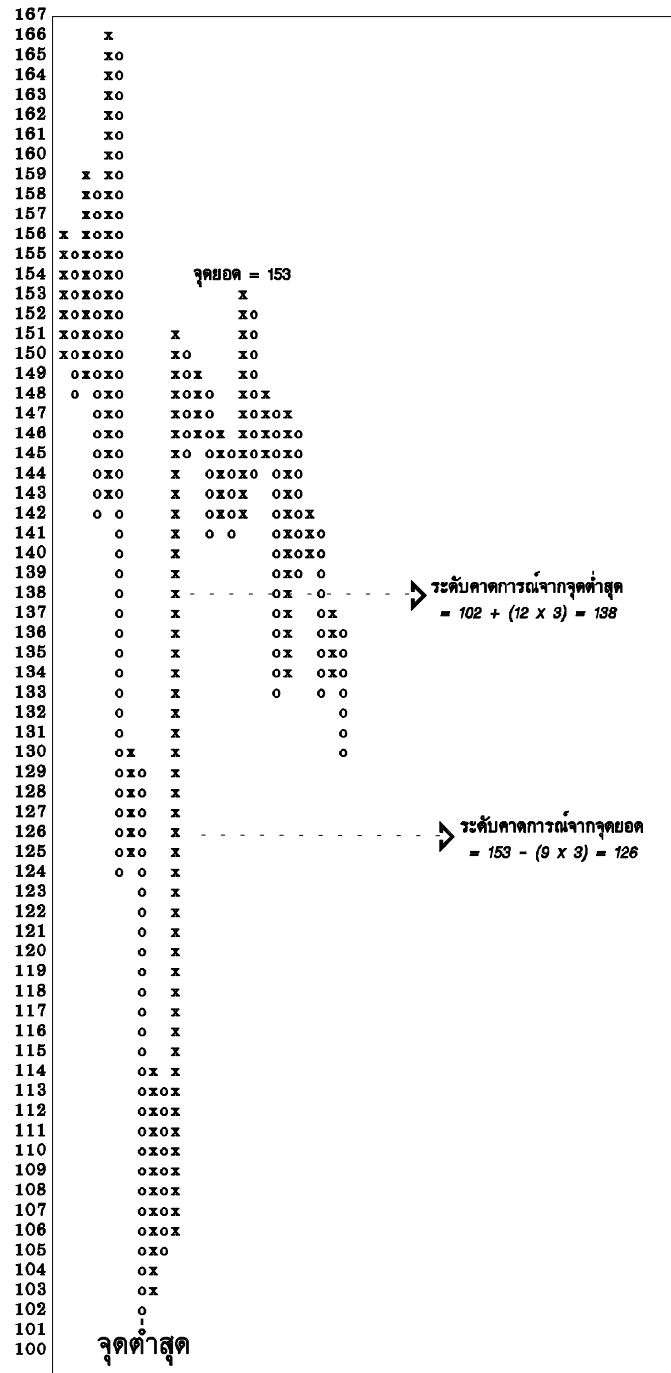 167
166 x
165 xo
164 xo
163 xo
162 xo
161 xo
160 xo
159 x xo
158 xoxo
157 xoxo
156 x xoxo
155 xoxoxo
154 xoxoxo จุดยอด = 153
153 xoxoxo x
152 xoxoxo xo
151 xoxoxo x xo
150 xoxoxo xo xo
149 oxoxo xox xo
148 o oxo xoxo xox
147 oxo xoxo xoxox
146 oxo xoxox xoxoxo
145 oxo xo oxoxoxoxo
144 oxo x oxoxo oxo
143 oxo x oxox oxo
142 o o x oxox oxox
141 o x o o oxoxo
140 o x oxoxo
139 o x oxo o
138 o x ox o ระดับคาดการณ์จากจุดต่ำสุด
137 o x ox ox = 102 + (12 X 3) = 138
136 o x ox oxo
135 o x ox oxo
134 o x ox oxo
133 o x o o o
132 o x o
131 o x o
130 ox x o
129 oxo x
128 oxo x
127 oxo x
126 oxo x ระดับคาดการณ์จากจุดยอด
125 oxo x = 153 - (9 X 3) = 126
124 o o x
123 o x
122 o x
121 o x
120 o x
119 o x
118 o x
117 o x
116 o x
115 o x
114 ox x
113 oxox
112 oxox
111 oxox
110 oxox
109 oxox
108 oxox
107 oxox
106 oxox
105 oxo
104 ox
103 ox
102 o
101
100 จุดต่ำสุด